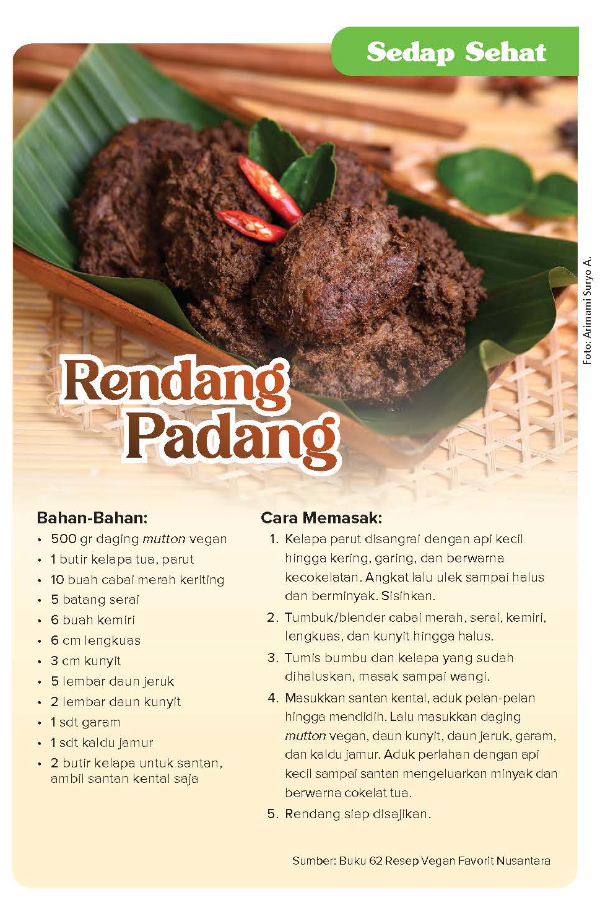 Sedap Sehat
Foto: Arimami Suryo A.
Rendang
Padang
Bahan-Bahan:
• 500 gr daging mutton vegan
• 1 butir kelapa tua, parut
• 10 buah cabai merah keriting
• 5 batang serai
• 6 buah kemiri
• 6 cm lengkuas
• 3 cm kunyit
• 5 lembar daun jeruk
• 2 lembar daun kunyit
• 1 sdt garam
• 1 sdt kaldu jamur
• 2 butir kelapa untuk santan,
ambil santan kental saja
Cara Memasak:
1. Kelapa parut disangrai dengan api kecil
hingga kering, garing, dan berwarna
kecokelatan. Angkat lalu ulek sampai halus
dan berminyak. Sisihkan.
2. Tumbuk/blender cabai merah, serai, kemiri,
lengkuas, dan kunyit hingga halus.
3. Tumis bumbu dan kelapa yang sudah
dihaluskan, masak sampai wangi.
4. Masukkan santan kental, aduk pelan-pelan
hingga mendidih. Lalu masukkan daging
mutton vegan, daun kunyit, daun jeruk, garam,
dan kaldu jamur. Aduk perlahan dengan api
kecil sampai santan mengeluarkan minyak dan
berwarna cokelat tua.
5. Rendang siap disajikan.
Sumber: Buku 62 Resep Vegan Favorit Nusantara